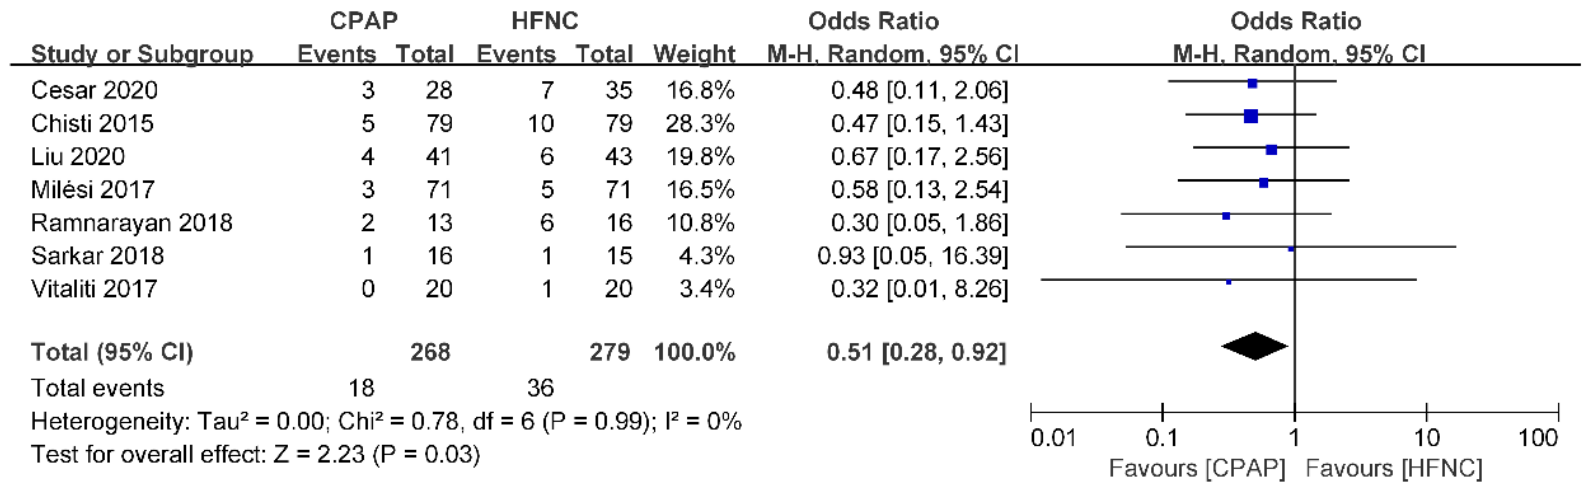 CPAP HFNC Odds Ratio Odds Ratio
Study or Subgroup Events Total Events Total Weight M-H, Random, 95% CI M-H, Random, 95% CI
Cesar 2020 3 28 7 35 16.8% 0.48 [0.11, 2.06]
Chisti 2015 5 79 10 79 28.3% 0.47 [0.15, 1.43]
Liu 2020 4 41 6 43 19.8% 0.67 [0.17, 2.56]
Milési 2017 3 71 5 71 16.5% 0.58 [0.13, 2.54]
Ramnarayan 2018 2 13 6 16 10.8% 0.30 [0.05, 1.86]
Sarkar 2018 1 16 1 15 4.3% 0.93 [0.05, 16.39]
Vitaliti 2017 0 20 1 20 3.4% 0.32 [0.01, 8.26]
Total (95% CI) 268 279 100.0% 0.51 [0.28, 0.92]
Total events 18 36
Heterogeneity: Tau² = 0.00; Chi² = 0.78, df = 6 (P = 0.99); I² = 0%
Test for overall effect: Z = 2.23 (P = 0.03)
0.01 0.1 1 10 100
Favours [CPAP] Favours [HFNC]